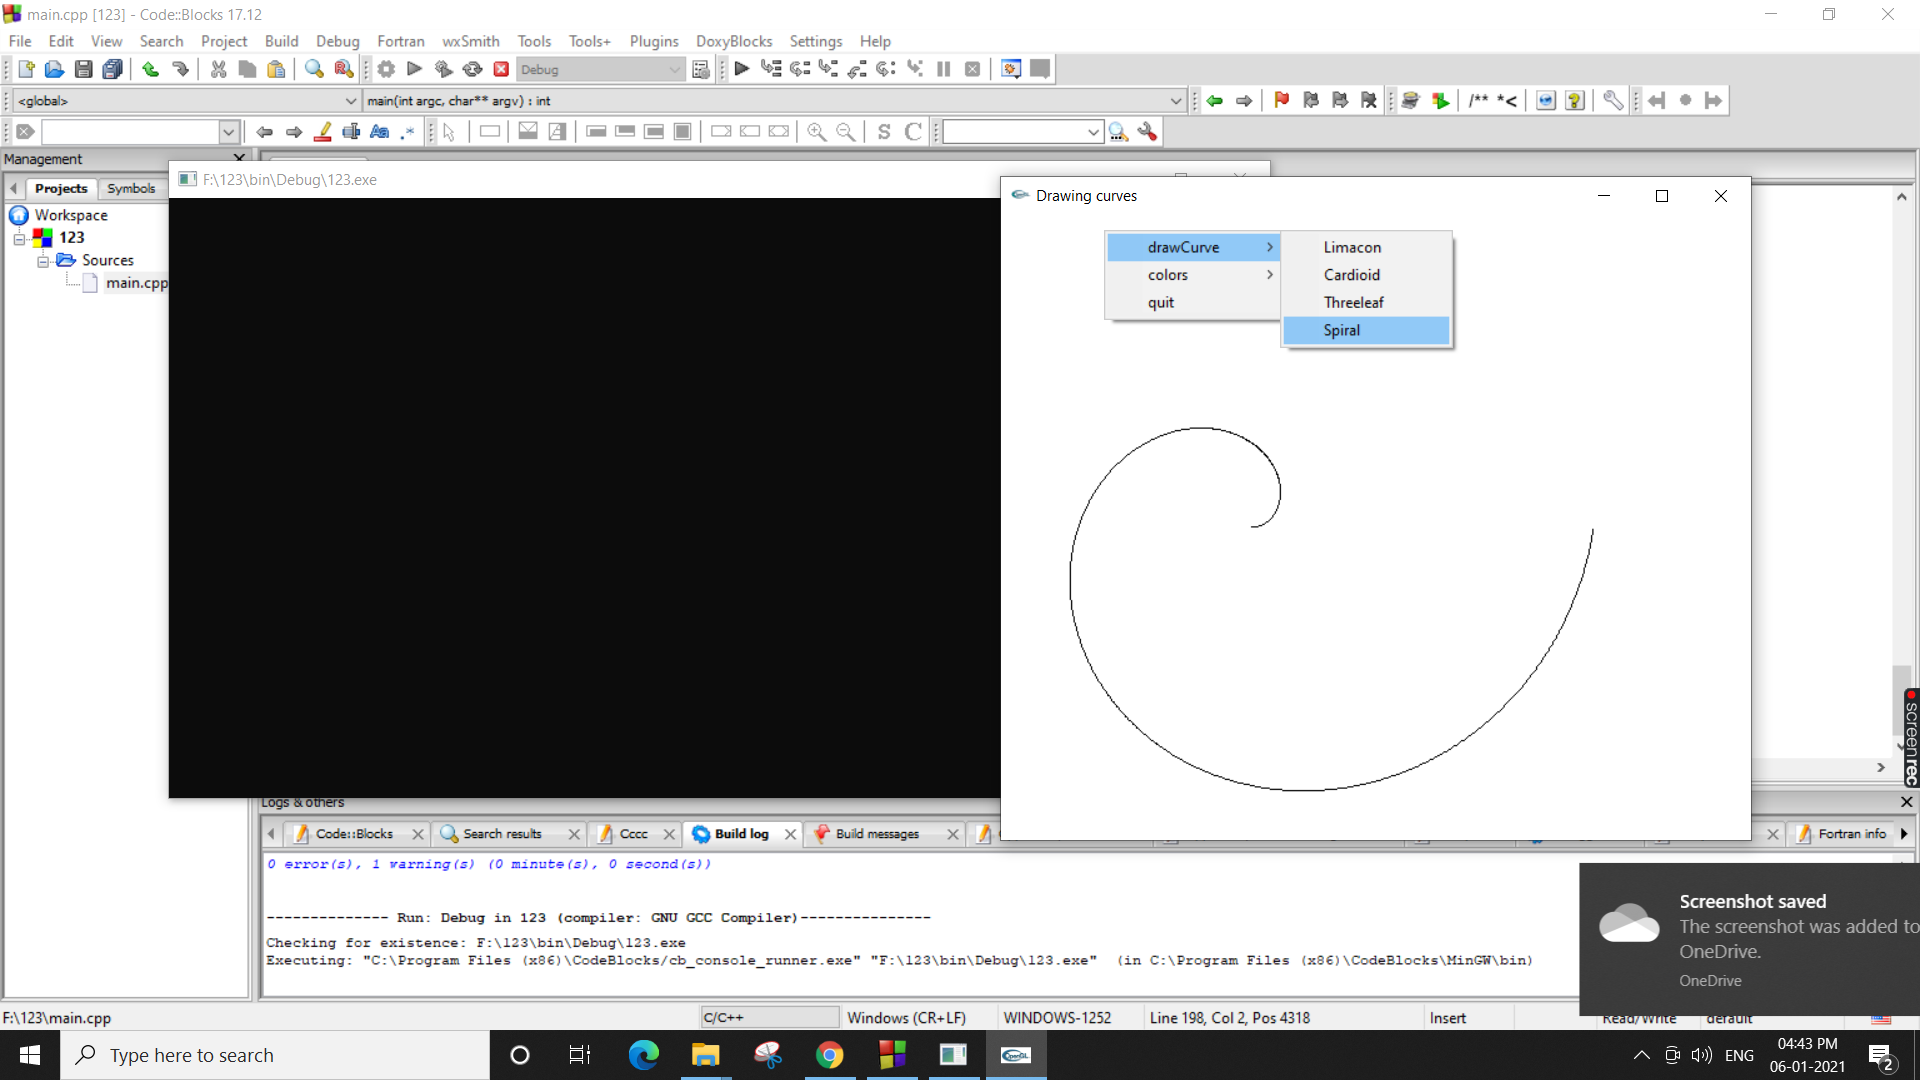 main.cpp [123] - Code::Blocks 17.12
File Edit View Search Project Build Debug Fortran wxSmith Tools Tools+ Plugins DoxyBlocks Settings Help
Debug
<global> main(int argc, char** argv) : int /** *<
Aa .* S C
Management
Projects Symbols
Workspace
123
Sources
main.cpp
F:\123\bin\Debug\123.exe
Drawing curves
drawCurve
colors
quit
Limacon
Cardioid
Threeleaf
Spiral
screenrec
Logs & others
Code::Blocks Search results Cccc Build log Build messages Fortran info
0 error(s), 1 warning(s) (0 minute(s), 0 second(s))
-------------- Run: Debug in 123 (compiler: GNU GCC Compiler)---------------
Checking for existence: F:\123\bin\Debug\123.exe
Executing: "C:\Program Files (x86)\CodeBlocks/cb_console_runner.exe" "F:\123\bin\Debug\123.exe"  (in C:\Program Files (x86)\CodeBlocks\MinGW\bin)
Screenshot saved
The screenshot was added to
OneDrive.
OneDrive
F:\123\main.cpp C/C++ Windows (CR+LF) WINDOWS-1252 Line 198, Col 2, Pos 4318 Insert Read/Write default
Type here to search
OpenGL
ENG
04:43 PM
06-01-2021
2